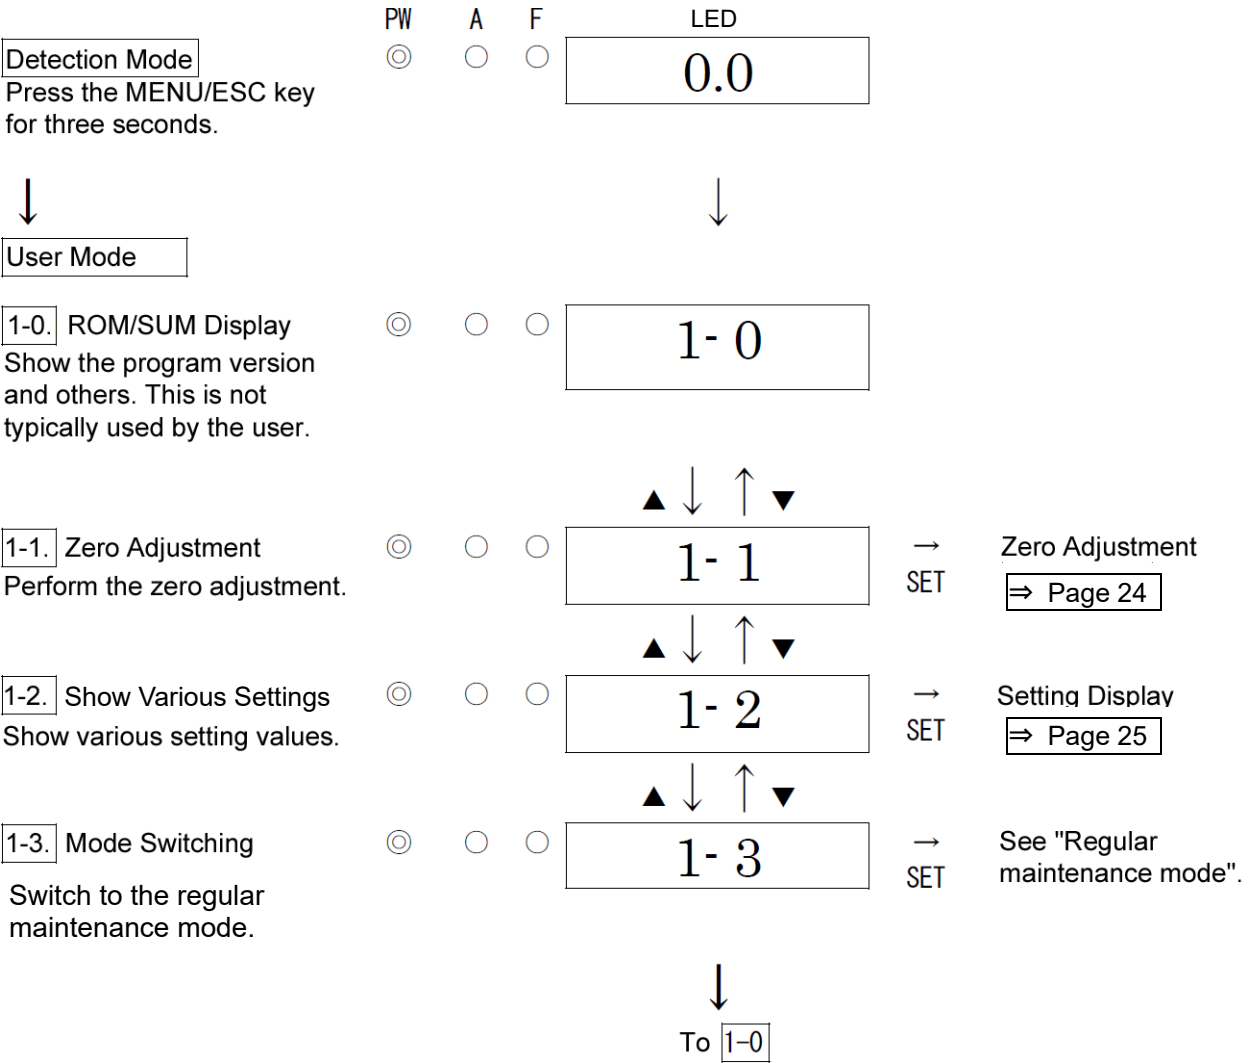 PW A F LED
Detection Mode ◎ ○ ○ 0.0
Press the MENU/ESC key
for three seconds.
↓ ↓
User Mode
1-0. ROM/SUM Display ◎ ○ ○ 1- 0
Show the program version
and others. This is not
typically used by the user.
▲ ↓ ↑ ▼
1-1. Zero Adjustment ◎ ○ ○ 1- 1 → Zero Adjustment
Perform the zero adjustment. SET ⇒ Page 24
▲ ↓ ↑ ▼
1-2. Show Various Settings ◎ ○ ○ 1- 2 → Setting Display
Show various setting values. SET ⇒ Page 25
▲ ↓ ↑ ▼
1-3. Mode Switching ◎ ○ ○ 1- 3 → See "Regular
SET maintenance mode".
Switch to the regular
maintenance mode.
↓
To 1-0